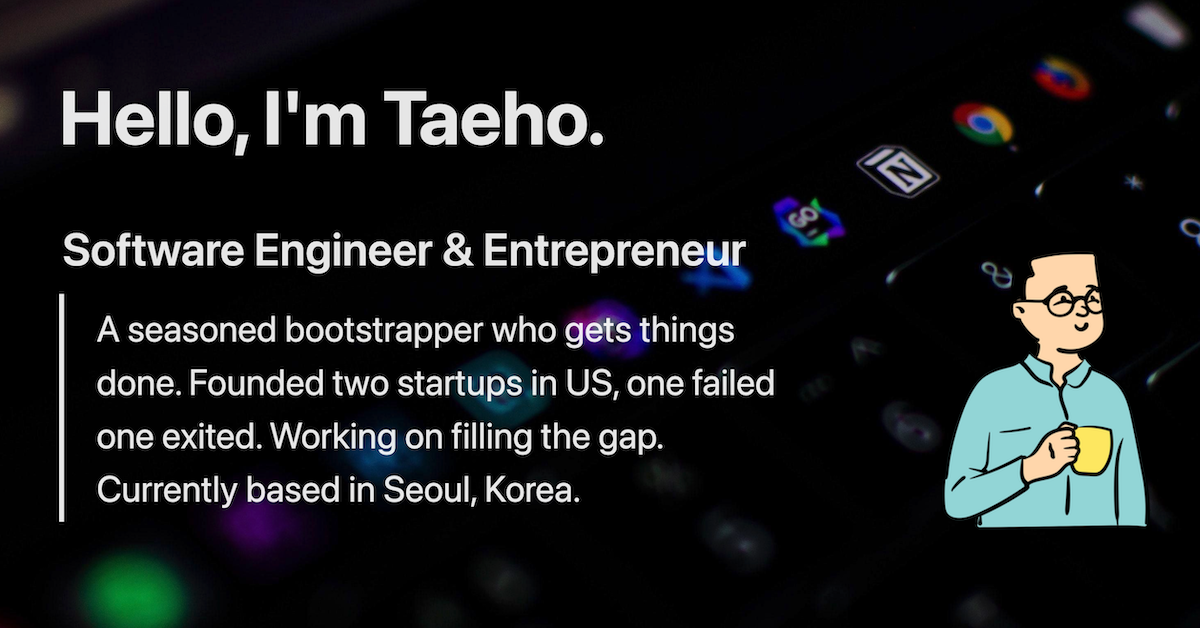 Hello, I'm Taeho.
Software Engineer & Entrepreneur
A seasoned bootstrapper who gets things
done. Founded two startups in US, one failed
one exited. Working on filling the gap.
Currently based in Seoul, Korea.